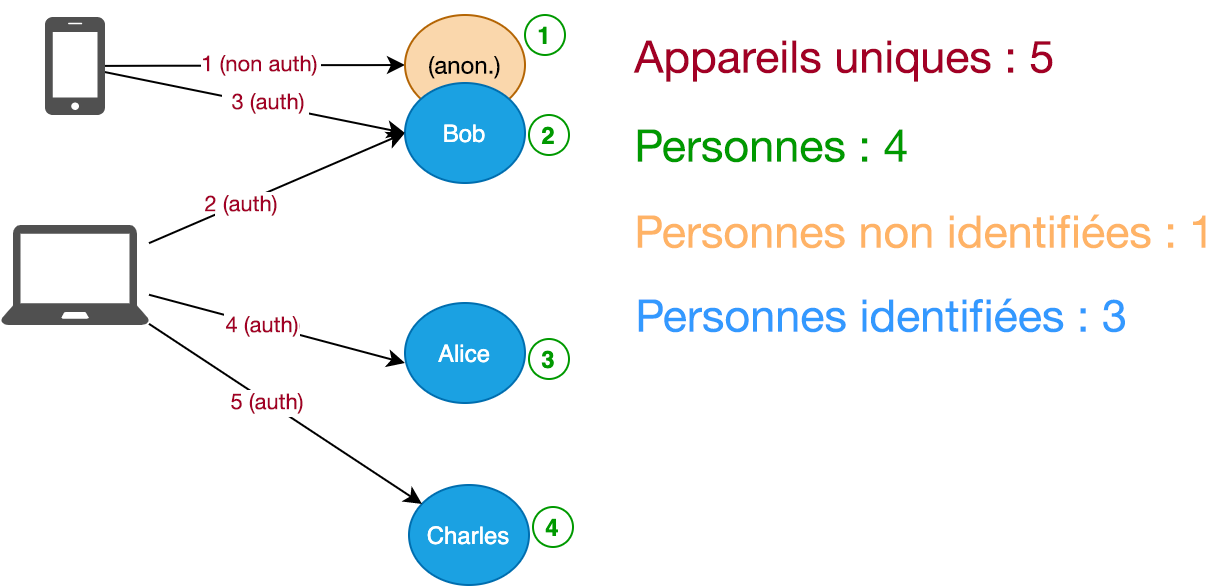 1 (non auth)
(anon.)
1
3 (auth)
Bob
2
2 (auth)
4 (auth)
Alice
3
5 (auth)
Charles
4
Appareils uniques : 5
Personnes : 4
Personnes non identifiées : 1
Personnes identifiées : 3